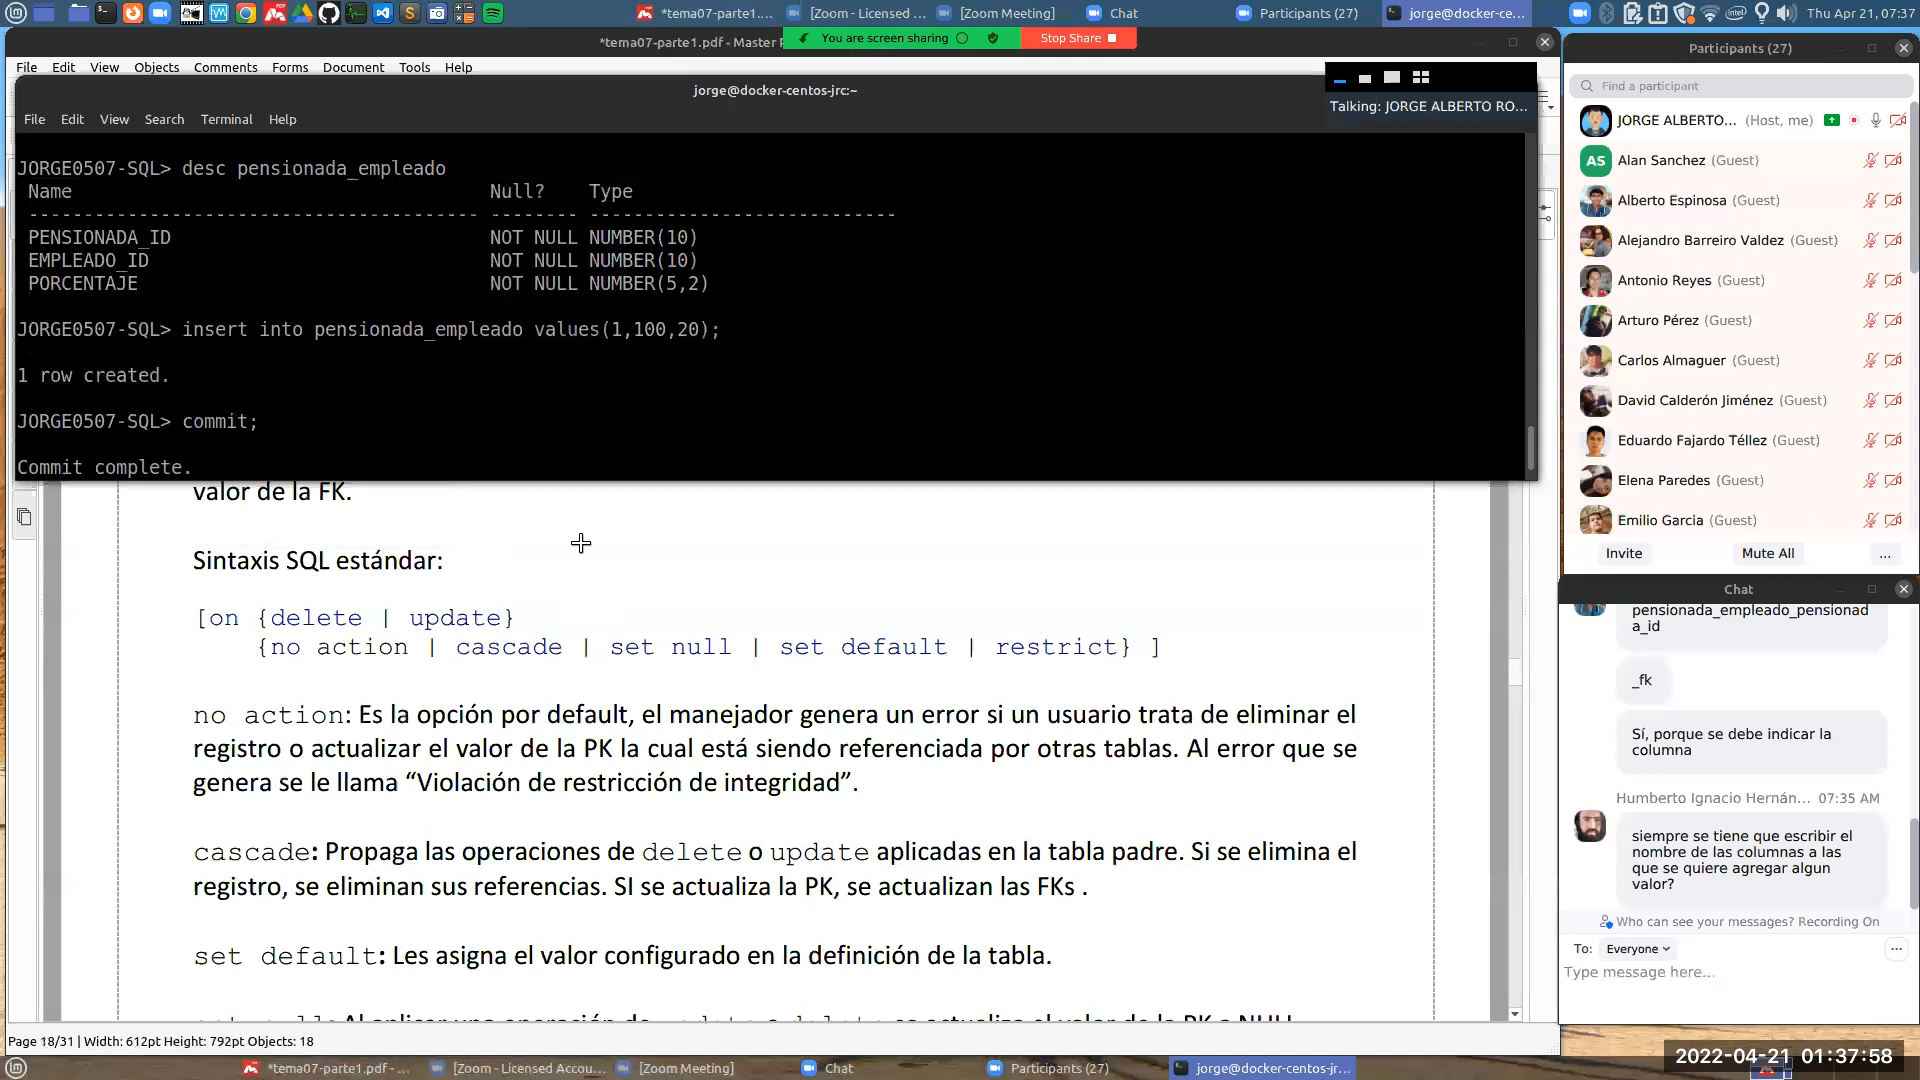 *tema07-parte1....
[Zoom - Licensed ...
[Zoom Meeting]
Chat
Participants (27)
jorge@docker-ce...
Thu Apr 21, 07:37
*tema07-parte1.pdf - Master P
You are screen sharing
Stop Share
File Edit View Objects Comments Forms Document Tools Help
jorge@docker-centos-jrc:~
Talking: JORGE ALBERTO RO...
File Edit View Search Terminal Help
JORGE0507-SQL> desc pensionada_empleado
Name Null? Type
----------------------------------------- -------- ----------------------------
PENSIONADA_ID NOT NULL NUMBER(10)
EMPLEADO_ID NOT NULL NUMBER(10)
PORCENTAJE NOT NULL NUMBER(5,2)
JORGE0507-SQL> insert into pensionada_empleado values(1,100,20);
1 row created.
JORGE0507-SQL> commit;
Commit complete.
valor de la FK.
Sintaxis SQL estándar:
[on {delete | update}
{no action | cascade | set null | set default | restrict} ]
no action: Es la opción por default, el manejador genera un error si un usuario trata de eliminar el
registro o actualizar el valor de la PK la cual está siendo referenciada por otras tablas. Al error que se
genera se le llama “Violación de restricción de integridad”.
cascade: Propaga las operaciones de delete o update aplicadas en la tabla padre. Si se elimina el
registro, se eliminan sus referencias. SI se actualiza la PK, se actualizan las FKs .
set default: Les asigna el valor configurado en la definición de la tabla.
Page 18/31 | Width: 612pt Height: 792pt Objects: 18
Participants (27)
Find a participant
JORGE ALBERTO... (Host, me)
AS Alan Sanchez (Guest)
Alberto Espinosa (Guest)
Alejandro Barreiro Valdez (Guest)
Antonio Reyes (Guest)
Arturo Pérez (Guest)
Carlos Almaguer (Guest)
David Calderón Jiménez (Guest)
Eduardo Fajardo Téllez (Guest)
Elena Paredes (Guest)
Emilio Garcia (Guest)
Invite
Mute All
...
Chat
pensionada_empleado_pensionad
a_id
_fk
Sí, porque se debe indicar la
columna
Humberto Ignacio Hernán... 07:35 AM
siempre se tiene que escribir el
nombre de las columnas a las
que se quiere agregar algun
valor?
Who can see your messages? Recording On
To: Everyone
Type message here...
*tema07-parte1.pdf - ...
[Zoom - Licensed Accou...
[Zoom Meeting]
Chat
Participants (27)
jorge@docker-centos-jr...
2022-04-21 01:37:58